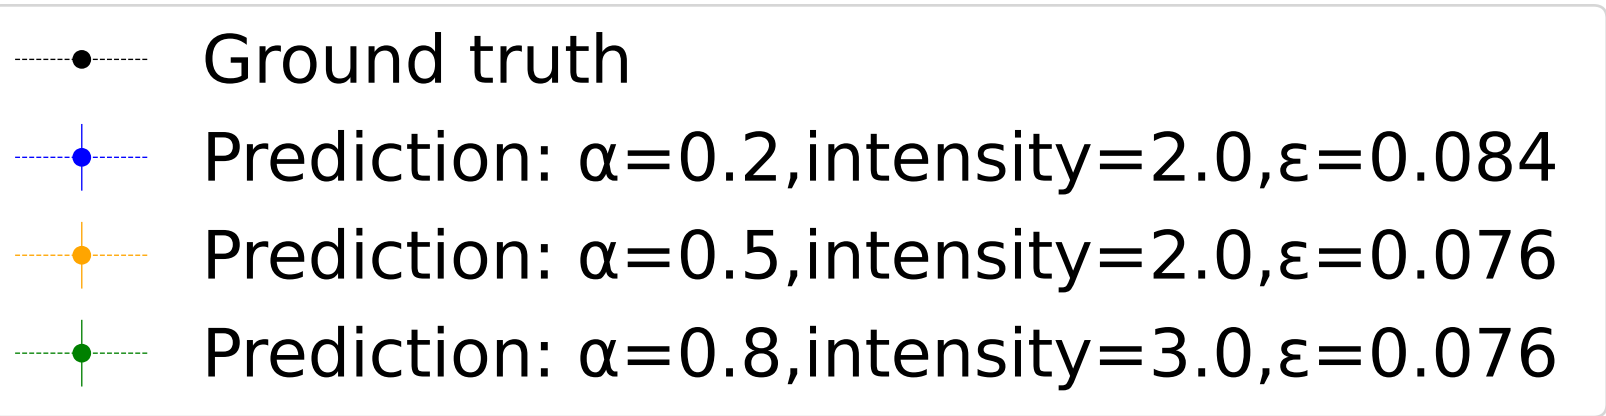 Ground truth
Prediction: α=0.2,intensity=2.0,ε=0.084
Prediction: α=0.5,intensity=2.0,ε=0.076
Prediction: α=0.8,intensity=3.0,ε=0.076